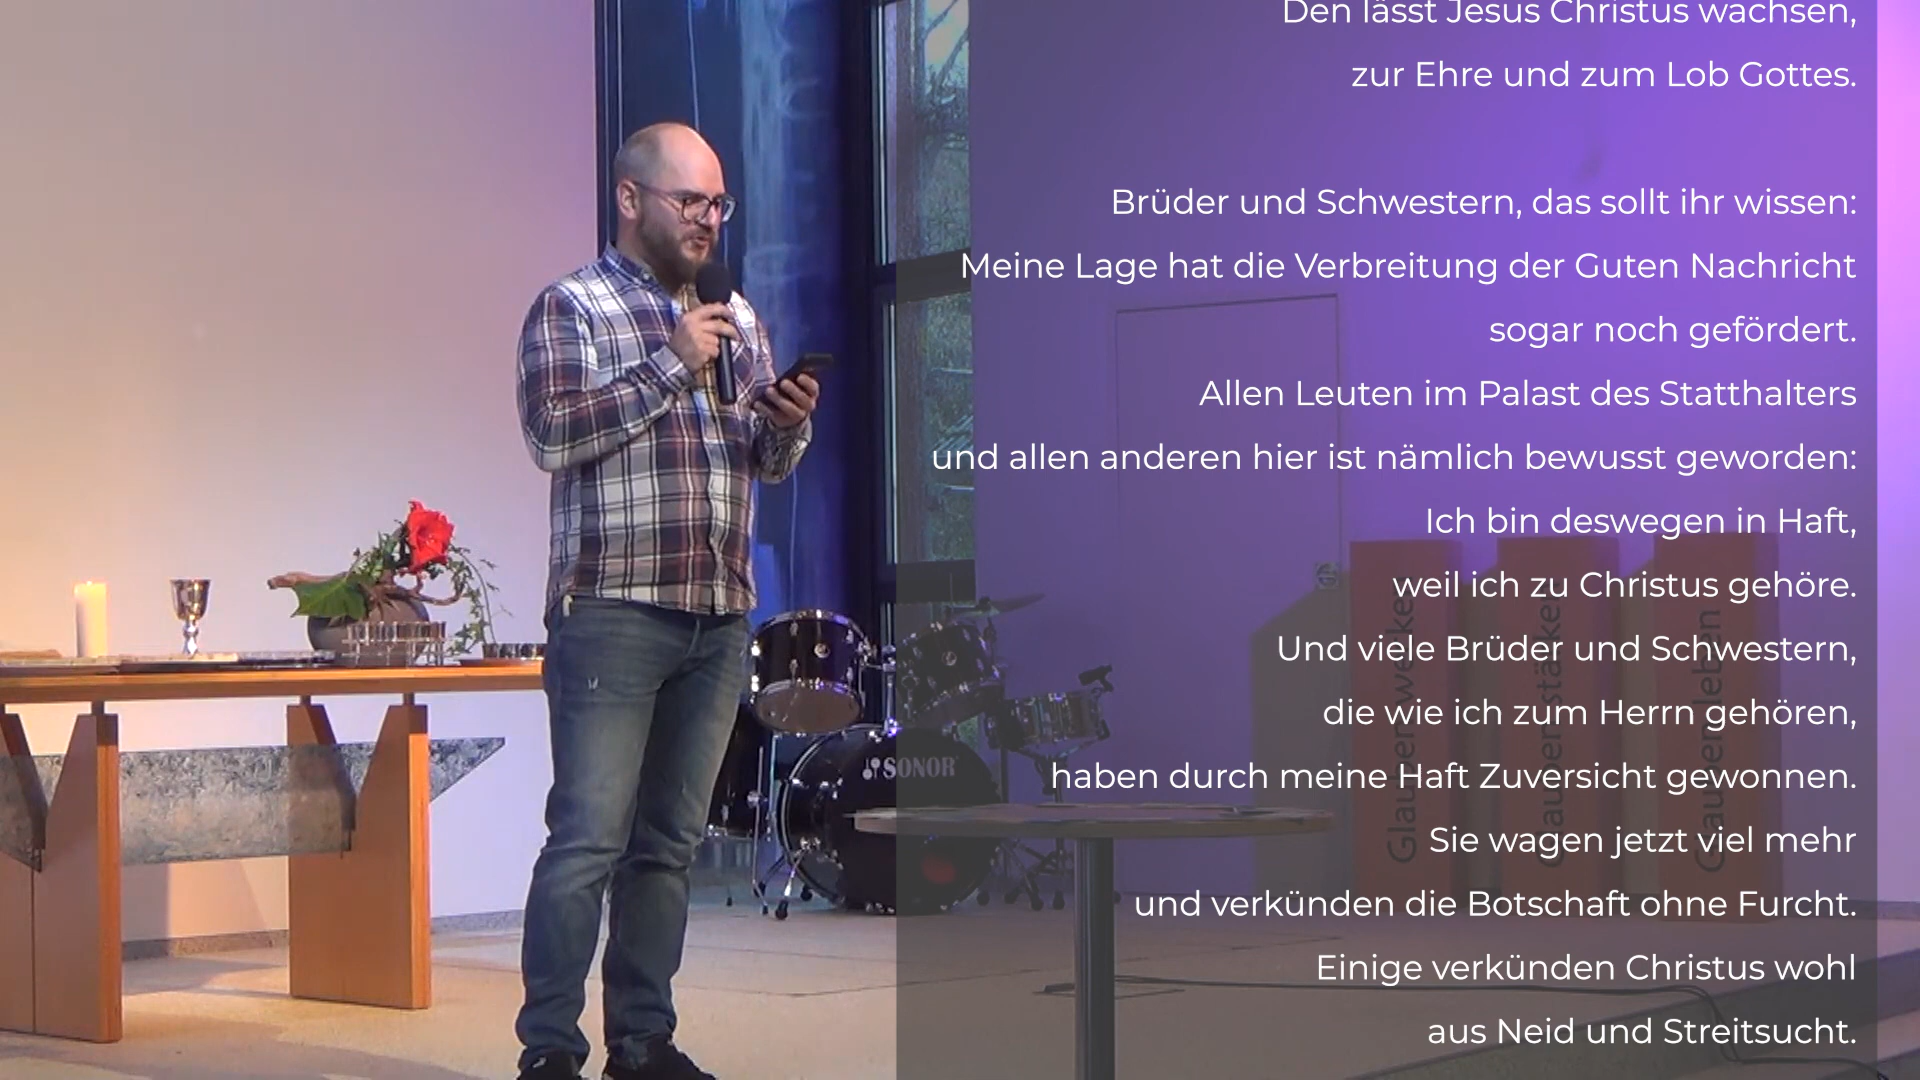 Den lässt Jesus Christus wachsen,
zur Ehre und zum Lob Gottes.
Brüder und Schwestern, das sollt ihr wissen:
Meine Lage hat die Verbreitung der Guten Nachricht
sogar noch gefördert.
Allen Leuten im Palast des Statthalters
und allen anderen hier ist nämlich bewusst geworden:
Ich bin deswegen in Haft,
weil ich zu Christus gehöre.
Und viele Brüder und Schwestern,
die wie ich zum Herrn gehören,
haben durch meine Haft Zuversicht gewonnen.
Sie wagen jetzt viel mehr
und verkünden die Botschaft ohne Furcht.
Einige verkünden Christus wohl
aus Neid und Streitsucht.
SONOR